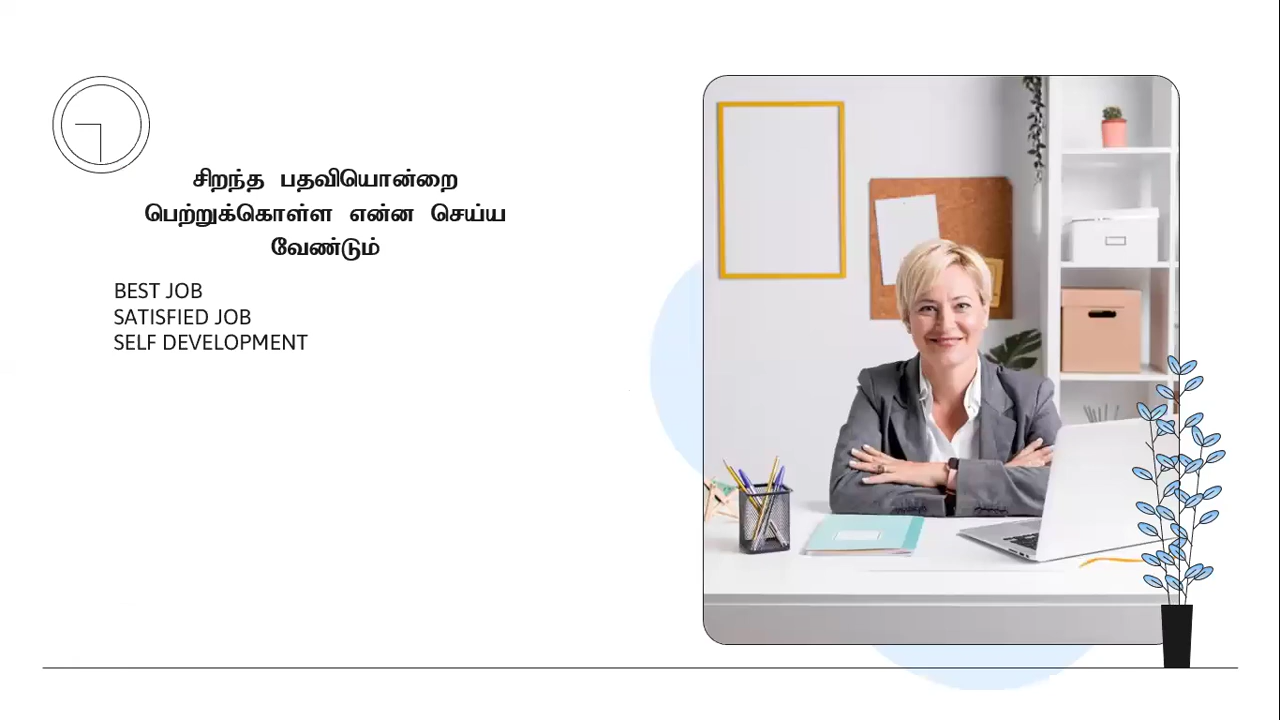 சிறந்த பதவியொன்றை
பெற்றுக்கொள்ள என்ன செய்ய
வேண்டும்
BEST JOB
SATISFIED JOB
SELF DEVELOPMENT